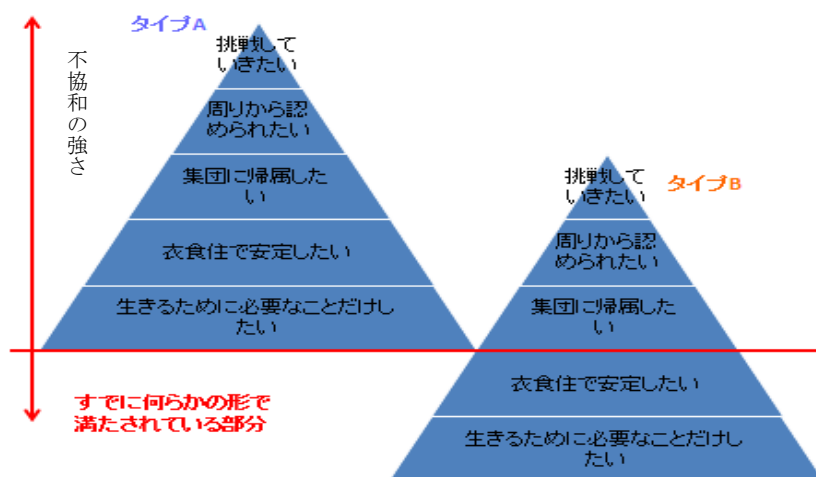 タイプA
不協和の強さ
挑戦して
いきたい
周りから認
められたい
集団に帰属した
い
衣食住で安定したい
生きるために必要なことだけし
たい
タイプB
挑戦して
いきたい
周りから認
められたい
集団に帰属した
い
衣食住で安定したい
生きるために必要なことだけし
たい
すでに何らかの形で
満たされている部分